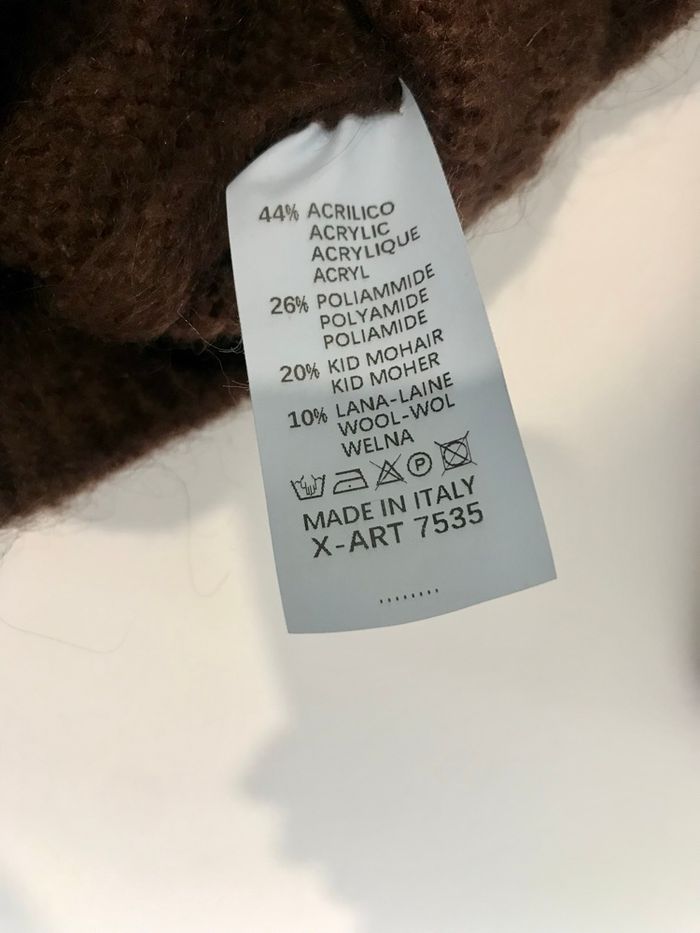 44% ACRILICO
ACRYLIC
ACRYLIQUE
ACRYL
26% POLIAMMIDE
POLYAMIDE
POLIAMIDE
20% KID MOHAIR
KID MOHER
10% LANA-LAINE
WOOL-WOL
WELNA
P
MADE IN ITALY
X-ART 7535